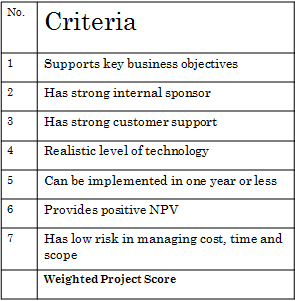 No. Criteria
1 Supports key business objectives
2 Has strong internal sponsor
3 Has strong customer support
4 Realistic level of technology
5 Can be implemented in one year or less
6 Provides positive NPV
7 Has low risk in managing cost, time and
scope
Weighted Project Score